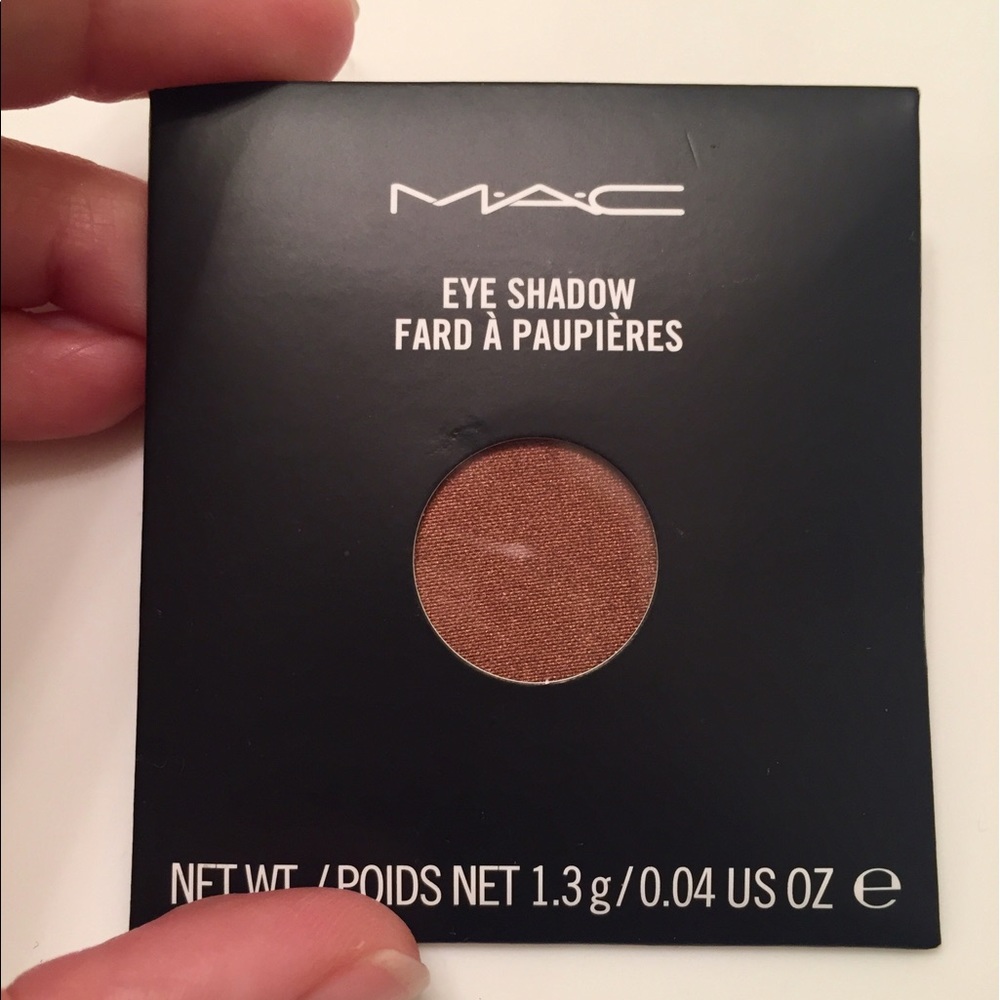 M·A·C
EYE SHADOW
FARD À PAUPIÈRES
NET WT. / POIDS NET 1.3 g / 0.04 US OZ e